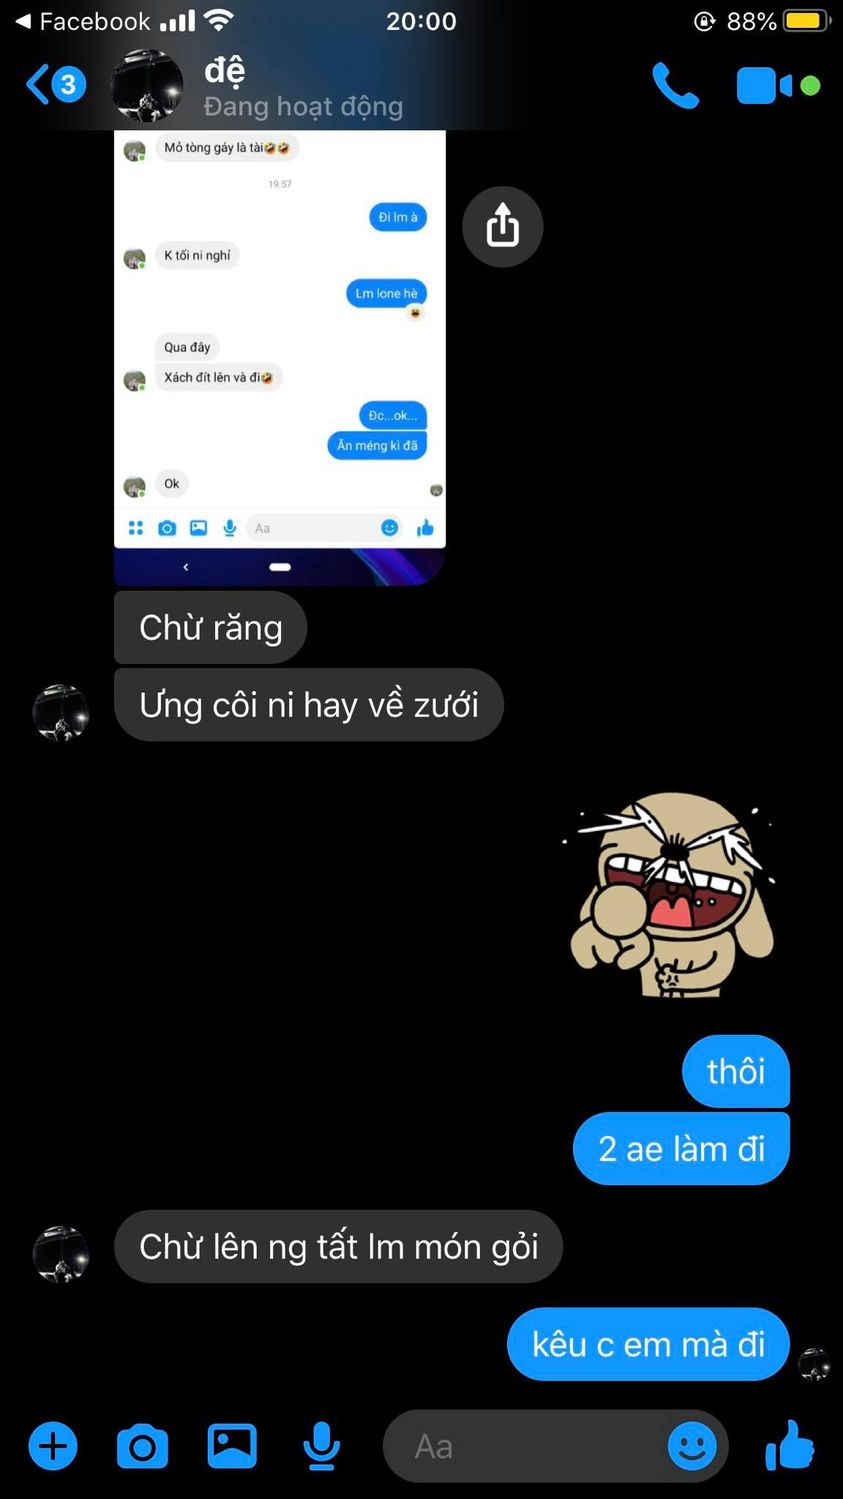 Facebook
20:00
88%
3
đệ
Đang hoạt động
Mỏ tòng gáy là tài🤣🤣
19:57
Đi lm à
K tối ni nghỉ
Lm lone hè
Qua đây
Xách đít lên và đi🤣
Đc...ok...
Ăn méng kì đã
Ok
Aa
Chừ răng
Ưng côi ni hay về zưới
thôi
2 ae làm đi
Chừ lên ng tất lm món gỏi
kêu c em mà đi
Aa